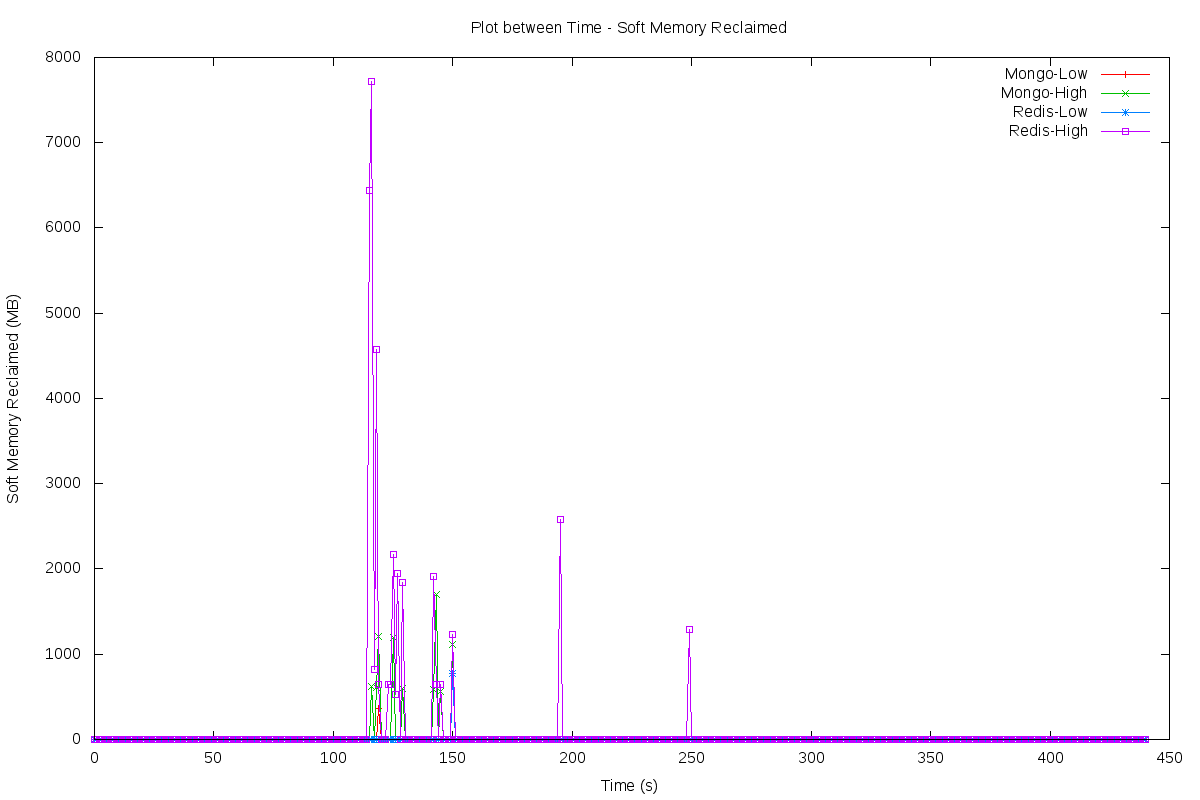 Plot between Time - Soft Memory Reclaimed
Mongo-Low
Mongo-High
Redis-Low
Redis-High
Soft Memory Reclaimed (MB)
8000
7000
6000
5000
4000
3000
2000
1000
0
0 50 100 150 200 250 300 350 400 450
Time (s)